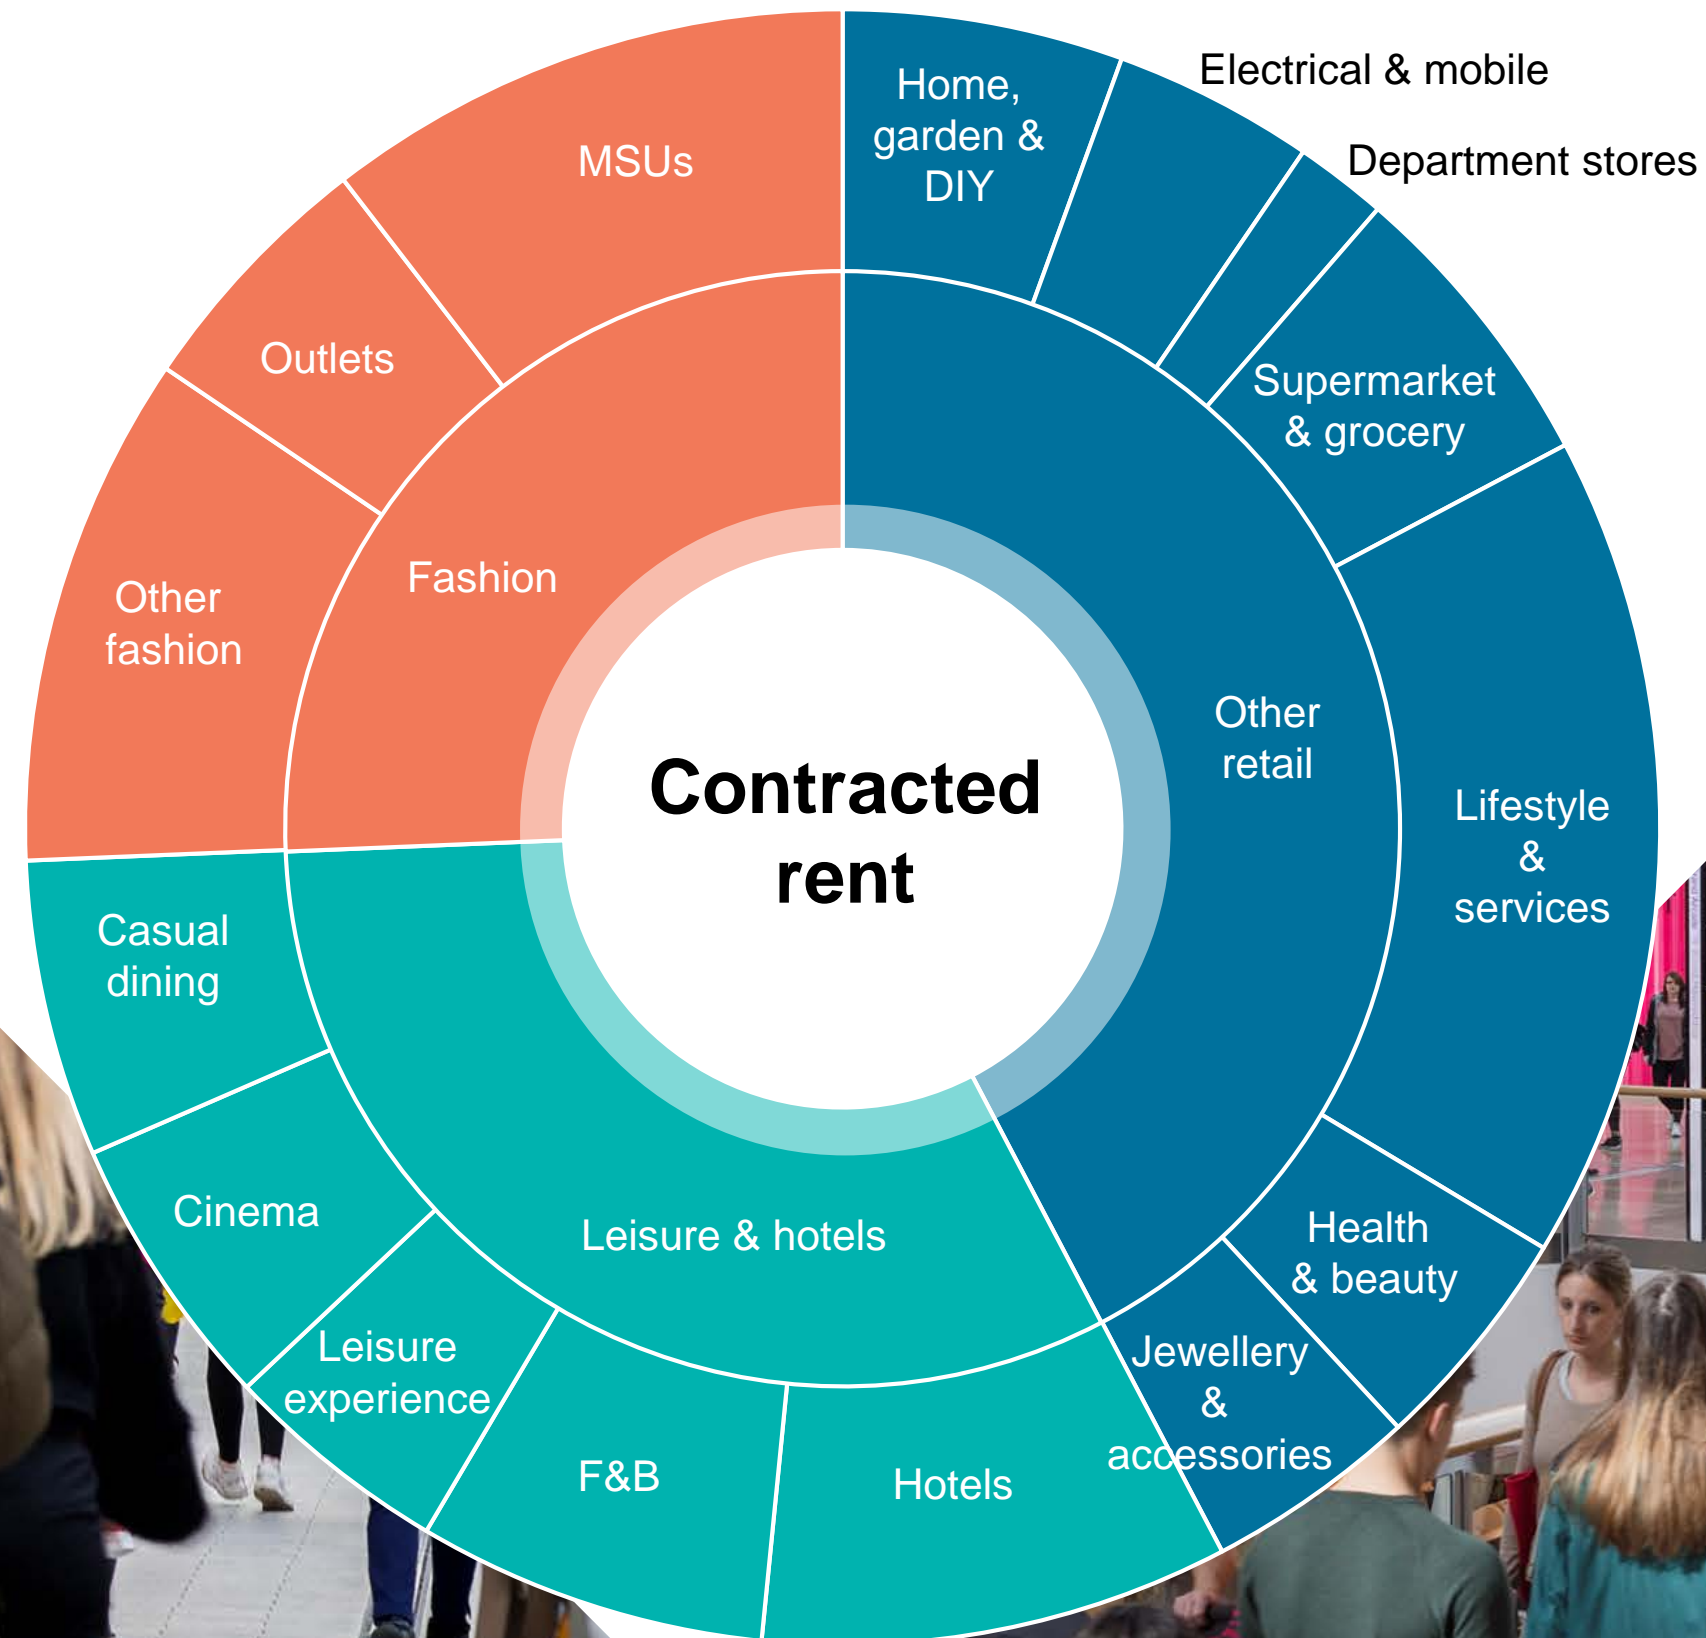 Home,
garden &
DIY
Electrical & mobile
Department stores
Supermarket
& grocery
Lifestyle
&
services
Health
& beauty
Jewellery
&
accessories
Hotels
F&B
Leisure
experience
Cinema
Casual
dining
Other
fashion
Outlets
MSUs
Fashion
Other
retail
Leisure & hotels
Contracted
rent